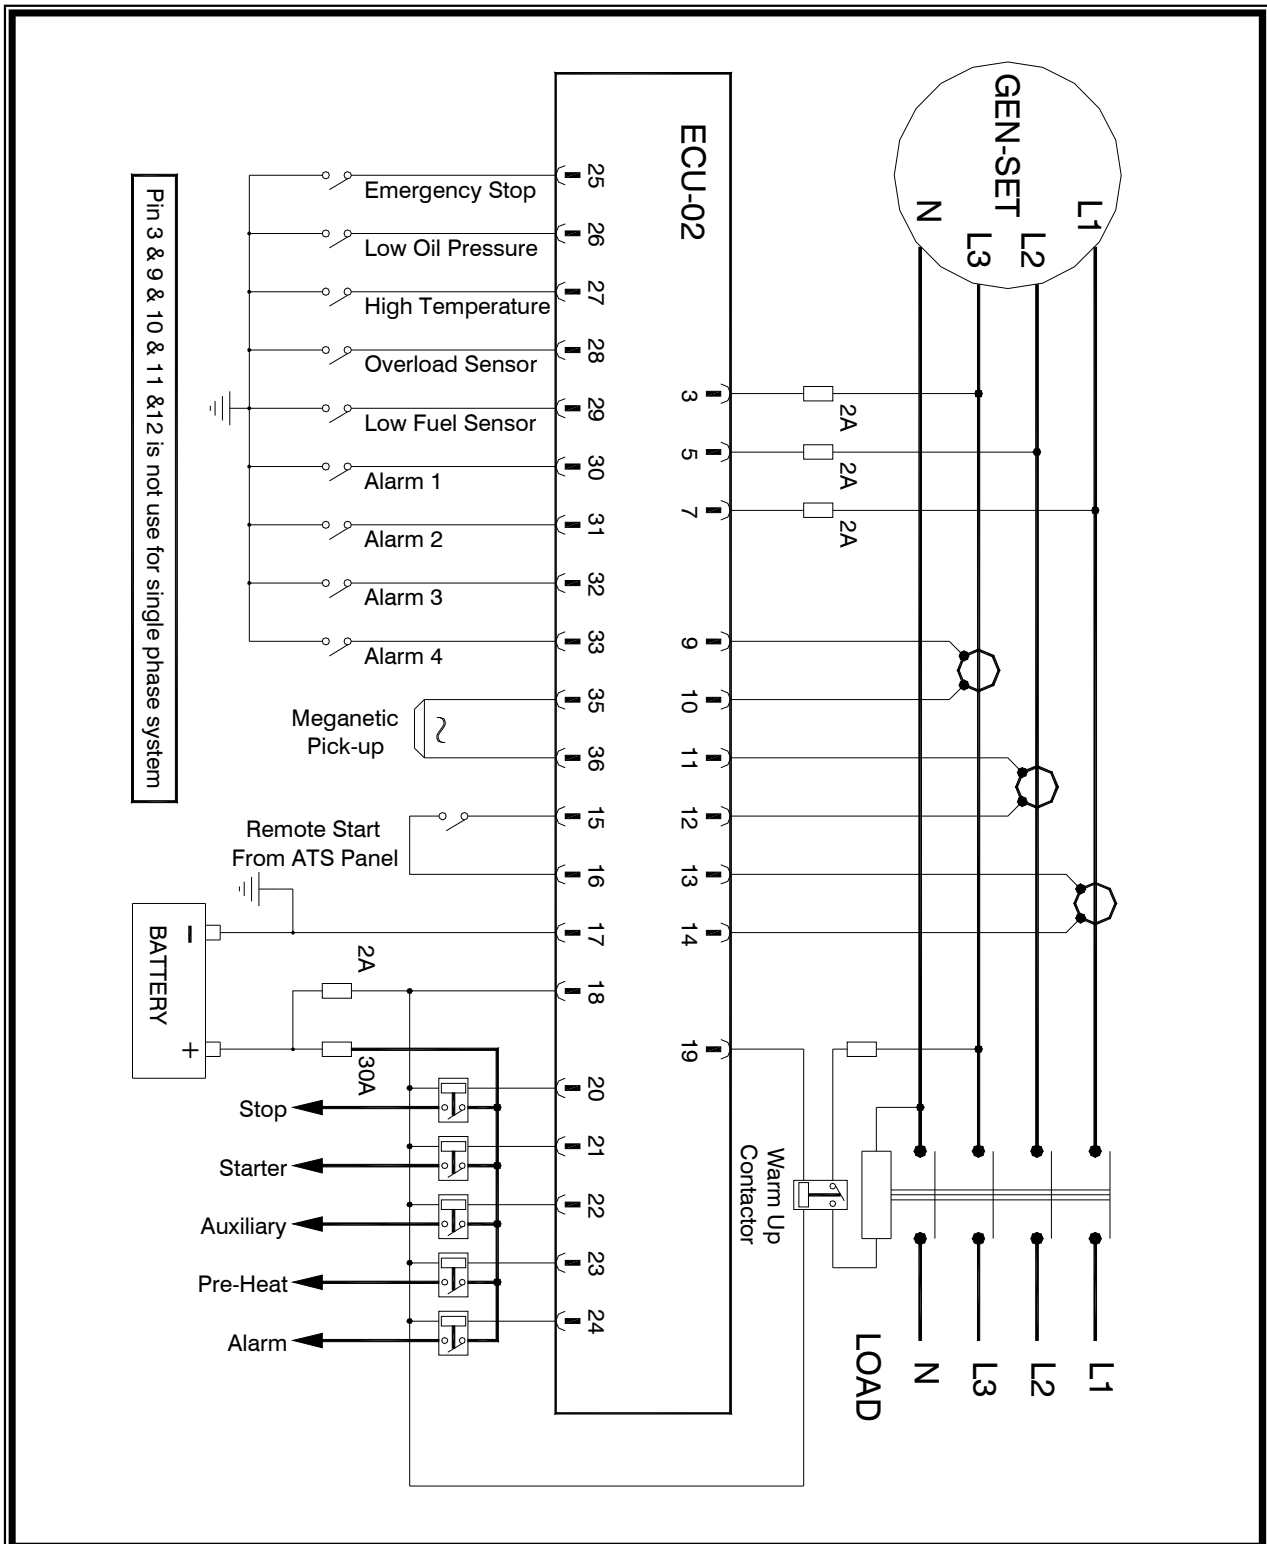 GEN-SET
N
L3
L2
L1
ECU-02
25
Emergency Stop
26
Low Oil Pressure
27
High Temperature
28
Overload Sensor
29
Low Fuel Sensor
30
Alarm 1
31
Alarm 2
32
Alarm 3
33
Alarm 4
35
36
Meganetic
Pick-up
15
16
Remote Start
From ATS Panel
17
18
BATTERY
-
+
2A
30A
20
Stop
21
Starter
22
Auxiliary
23
Pre-Heat
24
Alarm
3
2A
5
2A
7
2A
9
10
11
12
13
14
19
Warm Up
Contactor
LOAD
N
L3
L2
L1
Pin 3 & 9 & 10 & 11 &12 is not use for single phase system